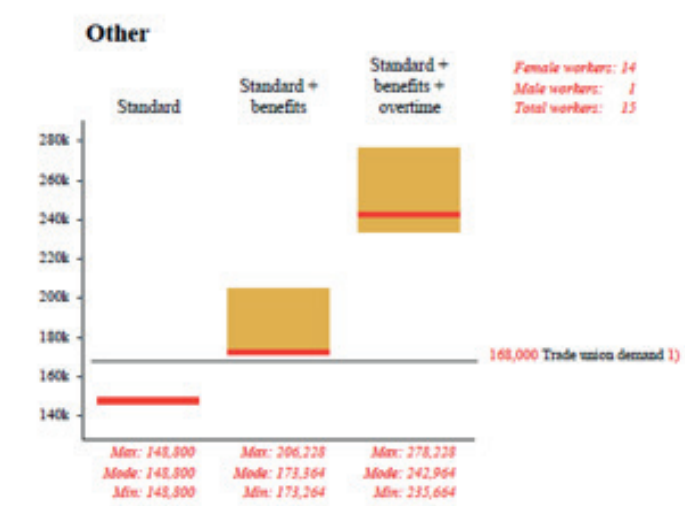 Other
Standard
Standard +
benefits
Standard +
benefits +
overtime
Female workers: 14
Male workers: 1
Total workers: 15
280k
260k
240k
220k
200k
180k
160k
140k
168,000 Trade union demand 1)
Max: 148,800
Mode: 148,800
Min: 148,800
Max: 206,228
Mode: 173,364
Min: 173,264
Max: 278,228
Mode: 242,964
Min: 235,664